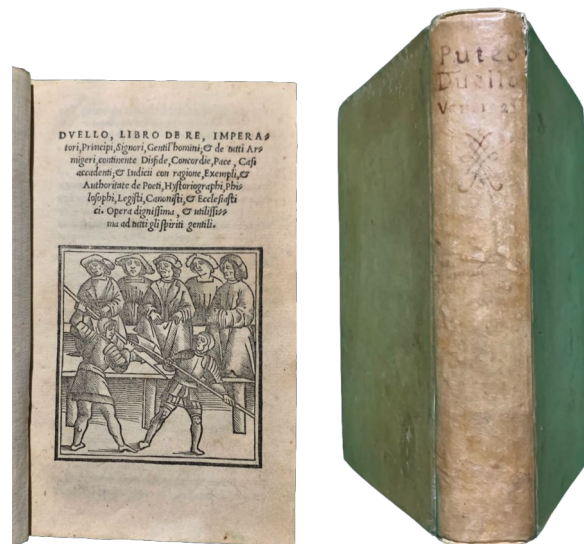 DVELLO, LIBRO DE RE, IMPERA⸗
tori, Principi, Signori, Gentil'homini; & de tutti Ar⸗
migeri, continente Disfide, Concordie, Pace, Casi
accadenti; & Iudicii con ragione, Exempli, &
Authoritate de Poeti, Hystoriographi, Phi⸗
losophi, Legisti, Canonisti, & Ecclesiasti
ci. Opera dignissima, & utilissi⸗
ma ad tutti gli spiriti gentili.
Puteo
Duello